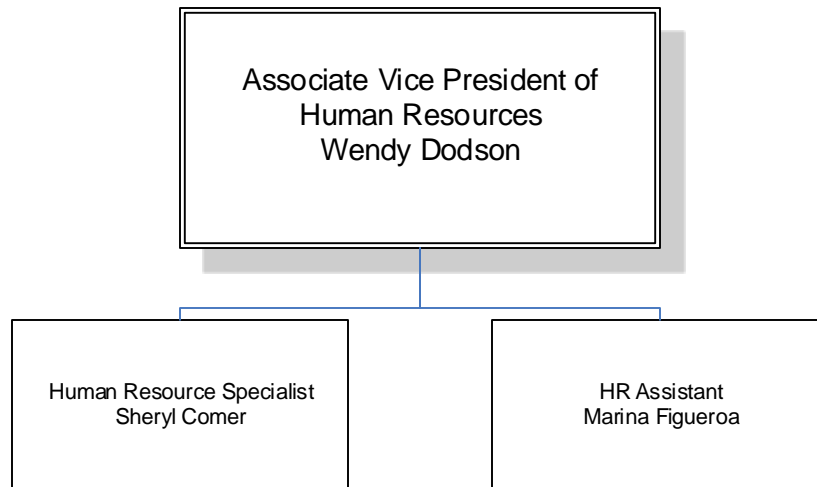 Associate Vice President of
Human Resources
Wendy Dodson
Human Resource Specialist
Sheryl Comer
HR Assistant
Marina Figueroa